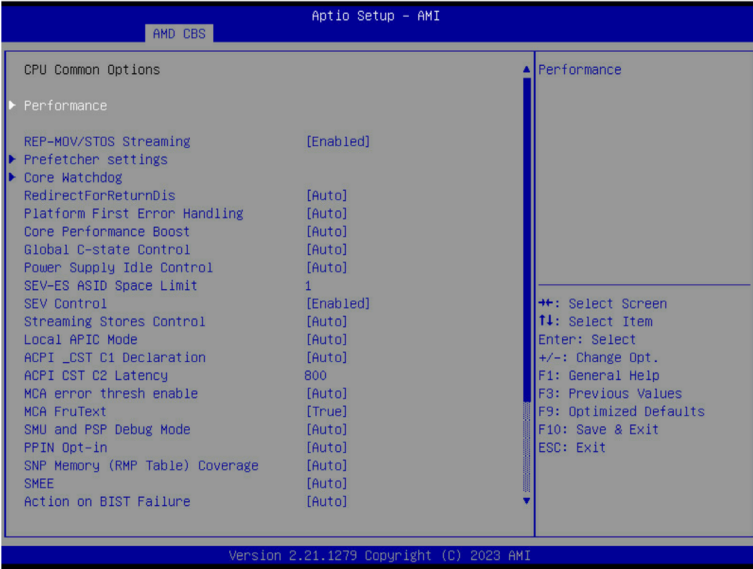 Aptio Setup - AMI
AMD CBS
CPU Common Options
Performance
REP-MOV/STOS Streaming [Enabled]
Prefetcher settings
Core Watchdog
RedirectForReturnDis [Auto]
Platform First Error Handling [Auto]
Core Performance Boost [Auto]
Global C-state Control [Auto]
Power Supply Idle Control [Auto]
SEV-ES ASID Space Limit 1
SEV Control [Enabled]
Streaming Stores Control [Auto]
Local APIC Mode [Auto]
ACPI _CST C1 Declaration [Auto]
ACPI CST C2 Latency 800
MCA error thresh enable [Auto]
MCA FruText [True]
SMU and PSP Debug Mode [Auto]
PPIN Opt-in [Auto]
SNP Memory (RMP Table) Coverage [Auto]
SMEE [Auto]
Action on BIST Failure [Auto]
Performance
→←: Select Screen
↑↓: Select Item
Enter: Select
+/-: Change Opt.
F1: General Help
F3: Previous Values
F9: Optimized Defaults
F10: Save & Exit
ESC: Exit
Version 2.21.1279 Copyright (C) 2023 AMI